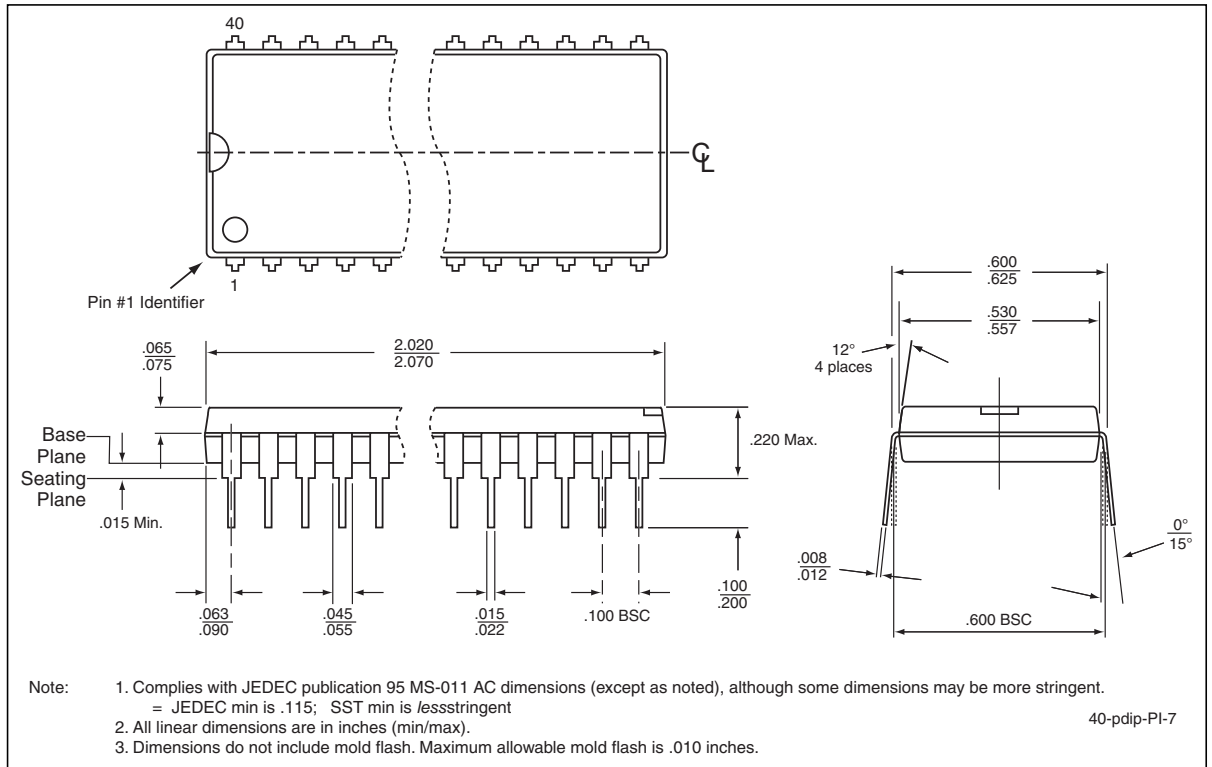 40
CL
1
Pin #1 Identifier
.600
.625
.530
.557
12°
4 places
.065
.075
2.020
2.070
Base
Plane
Seating
Plane
.220 Max.
.015 Min.
0°
15°
.008
.012
.063
.090
.045
.055
.015
.022
.100 BSC
.100
.200
.600 BSC
Note: 1. Complies with JEDEC publication 95 MS-011 AC dimensions (except as noted), although some dimensions may be more stringent.
= JEDEC min is .115; SST min is lessstringent
2. All linear dimensions are in inches (min/max).
3. Dimensions do not include mold flash. Maximum allowable mold flash is .010 inches.
40-pdip-PI-7